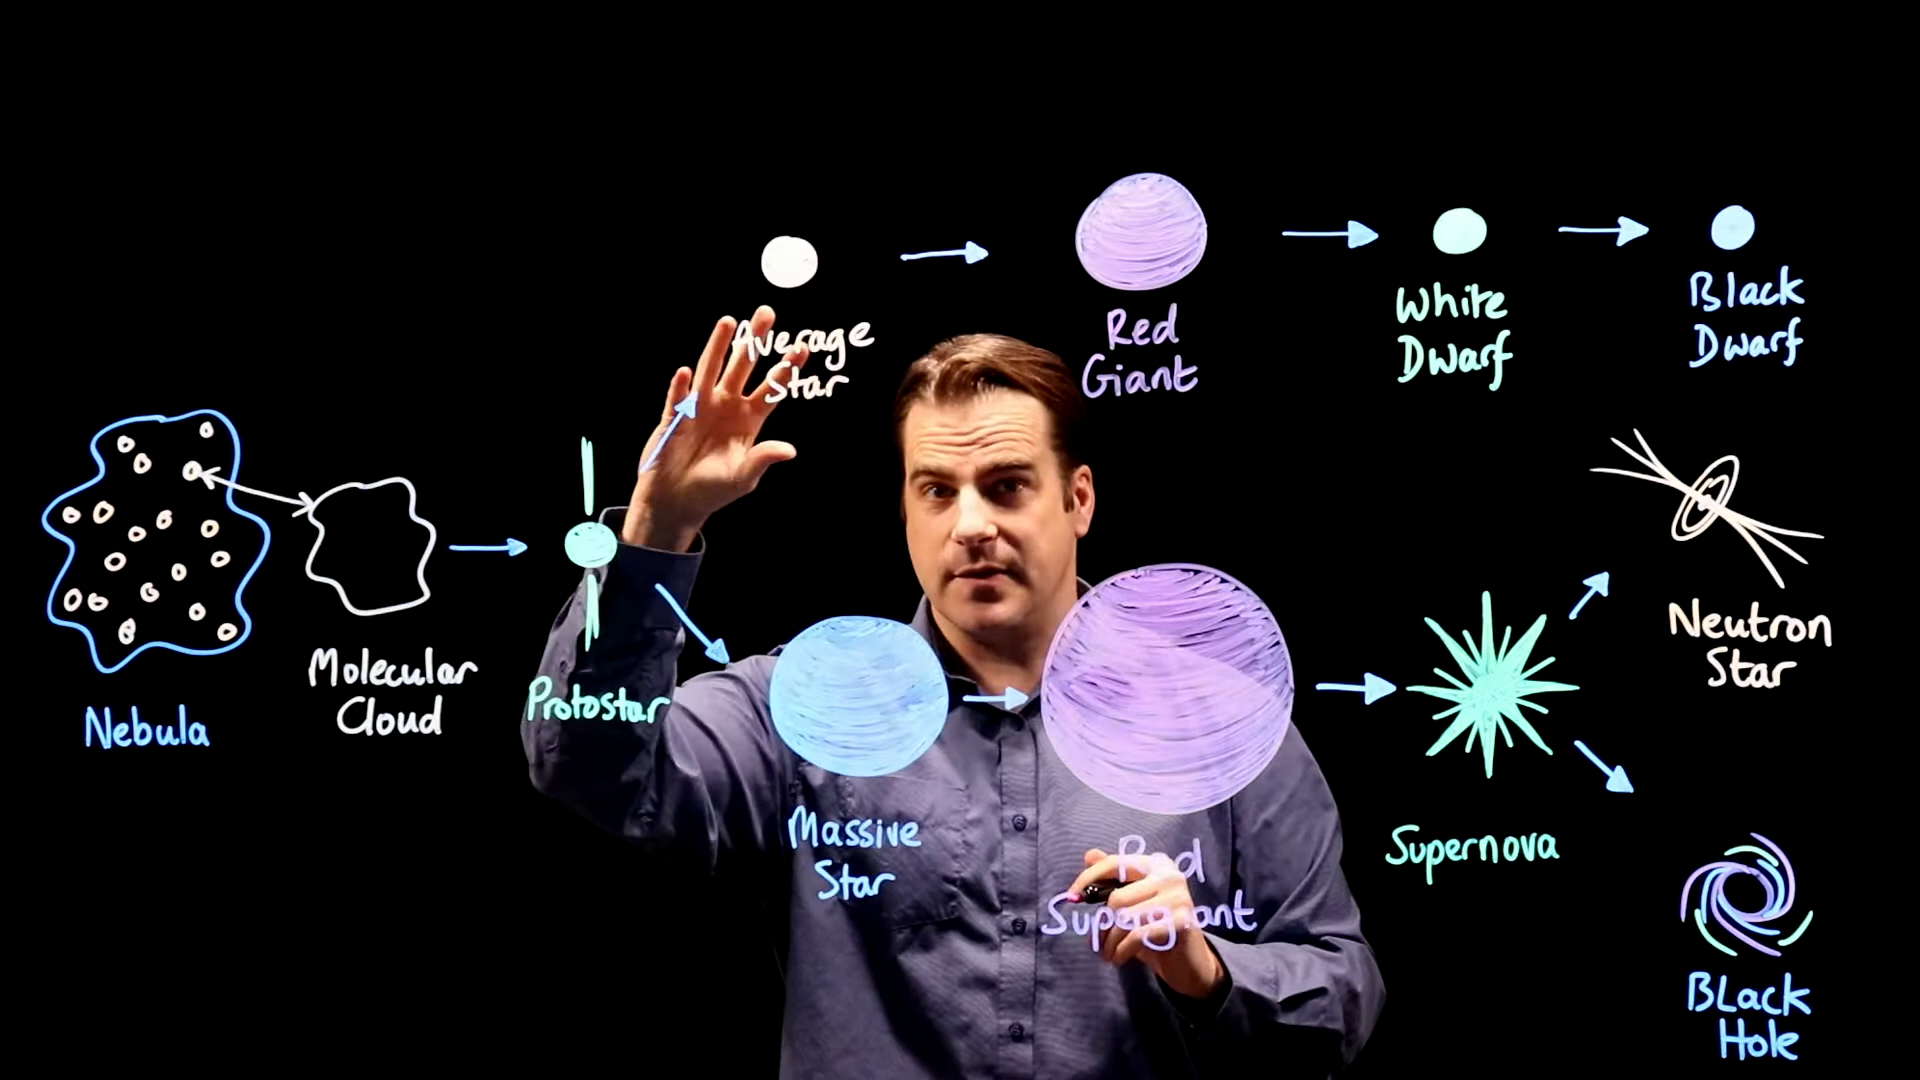 Nebula
Molecular
Cloud
Protostar
Average
Star
Red
Giant
White
Dwarf
Black
Dwarf
Massive
Star
Red
Supergiant
Supernova
Neutron
Star
BLack
Hole